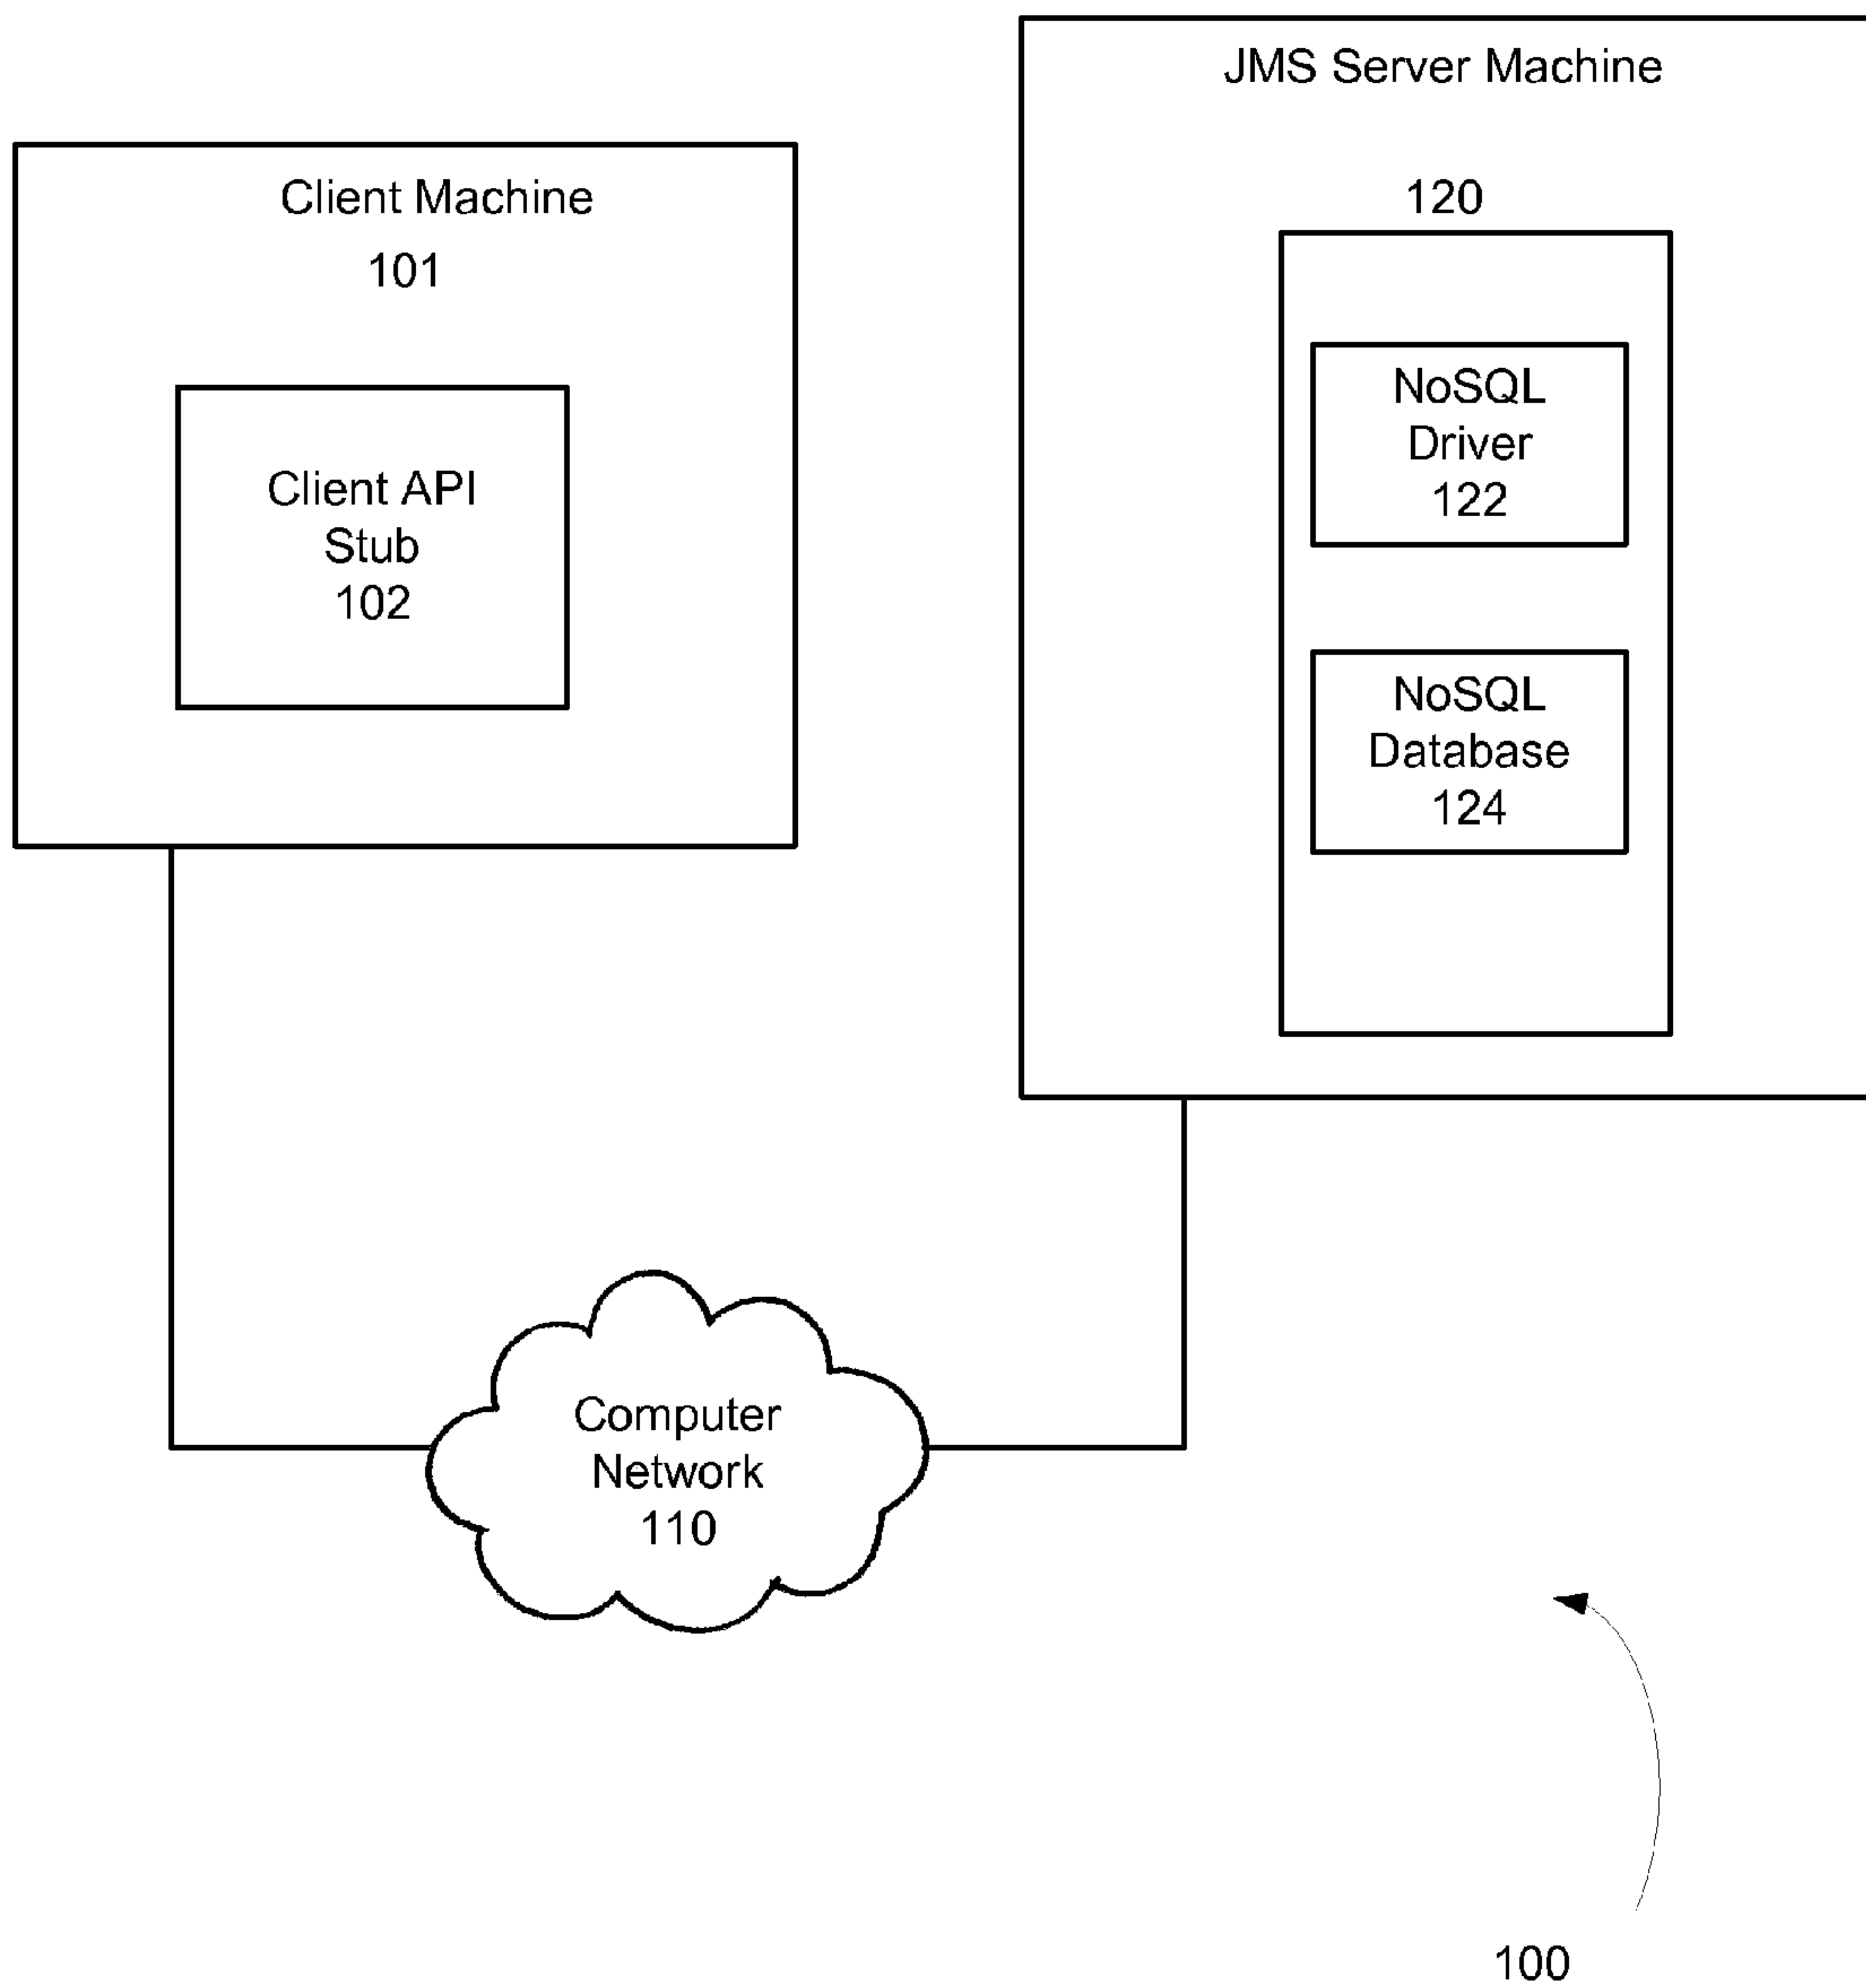 Client Machine
101
Client API
Stub
102
JMS Server Machine
120
NoSQL
Driver
122
NoSQL
Database
124
Computer
Network
110
100